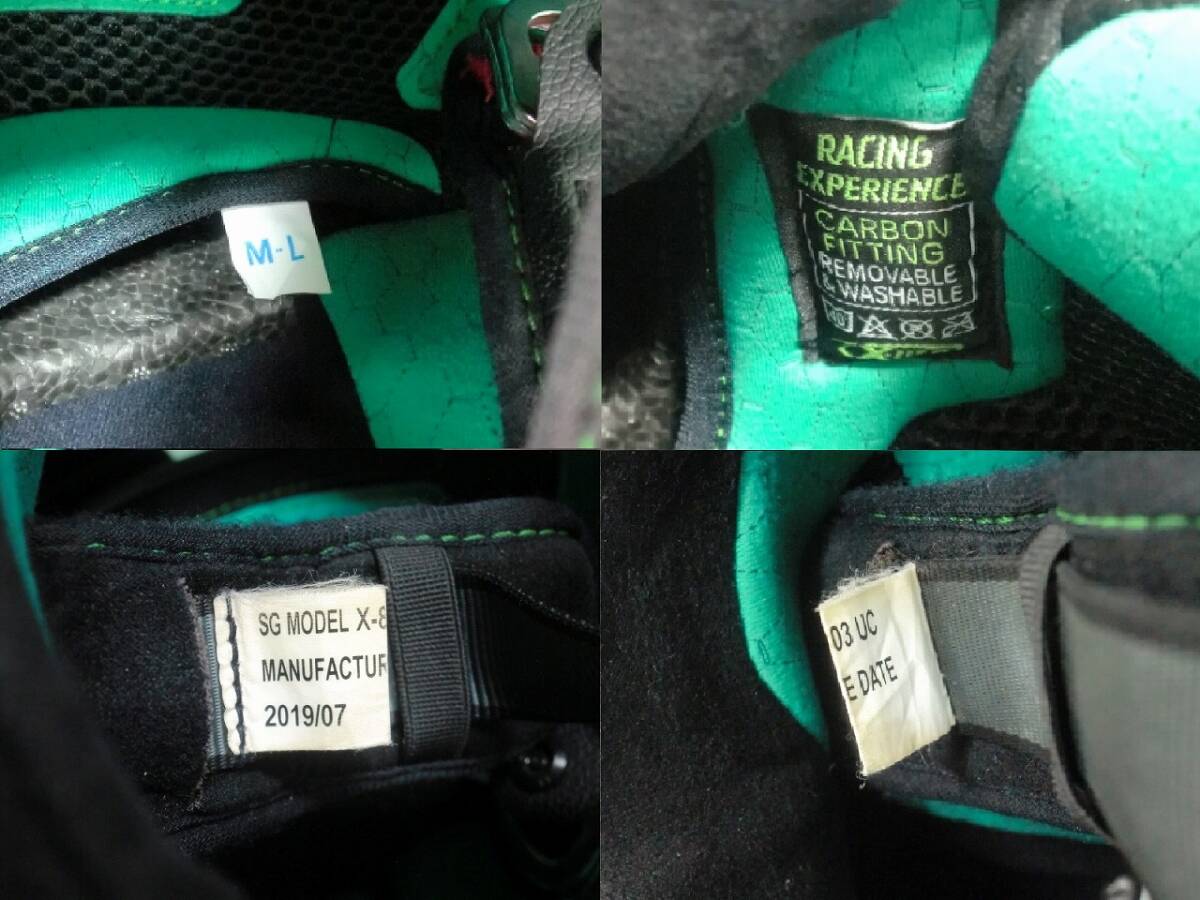 M-L
RACING
EXPERIENCE
CARBON
FITTING
REMOVABLE
& WASHABLE
SG MODEL X-8
MANUFACTUR
2019/07
03 UC
E DATE